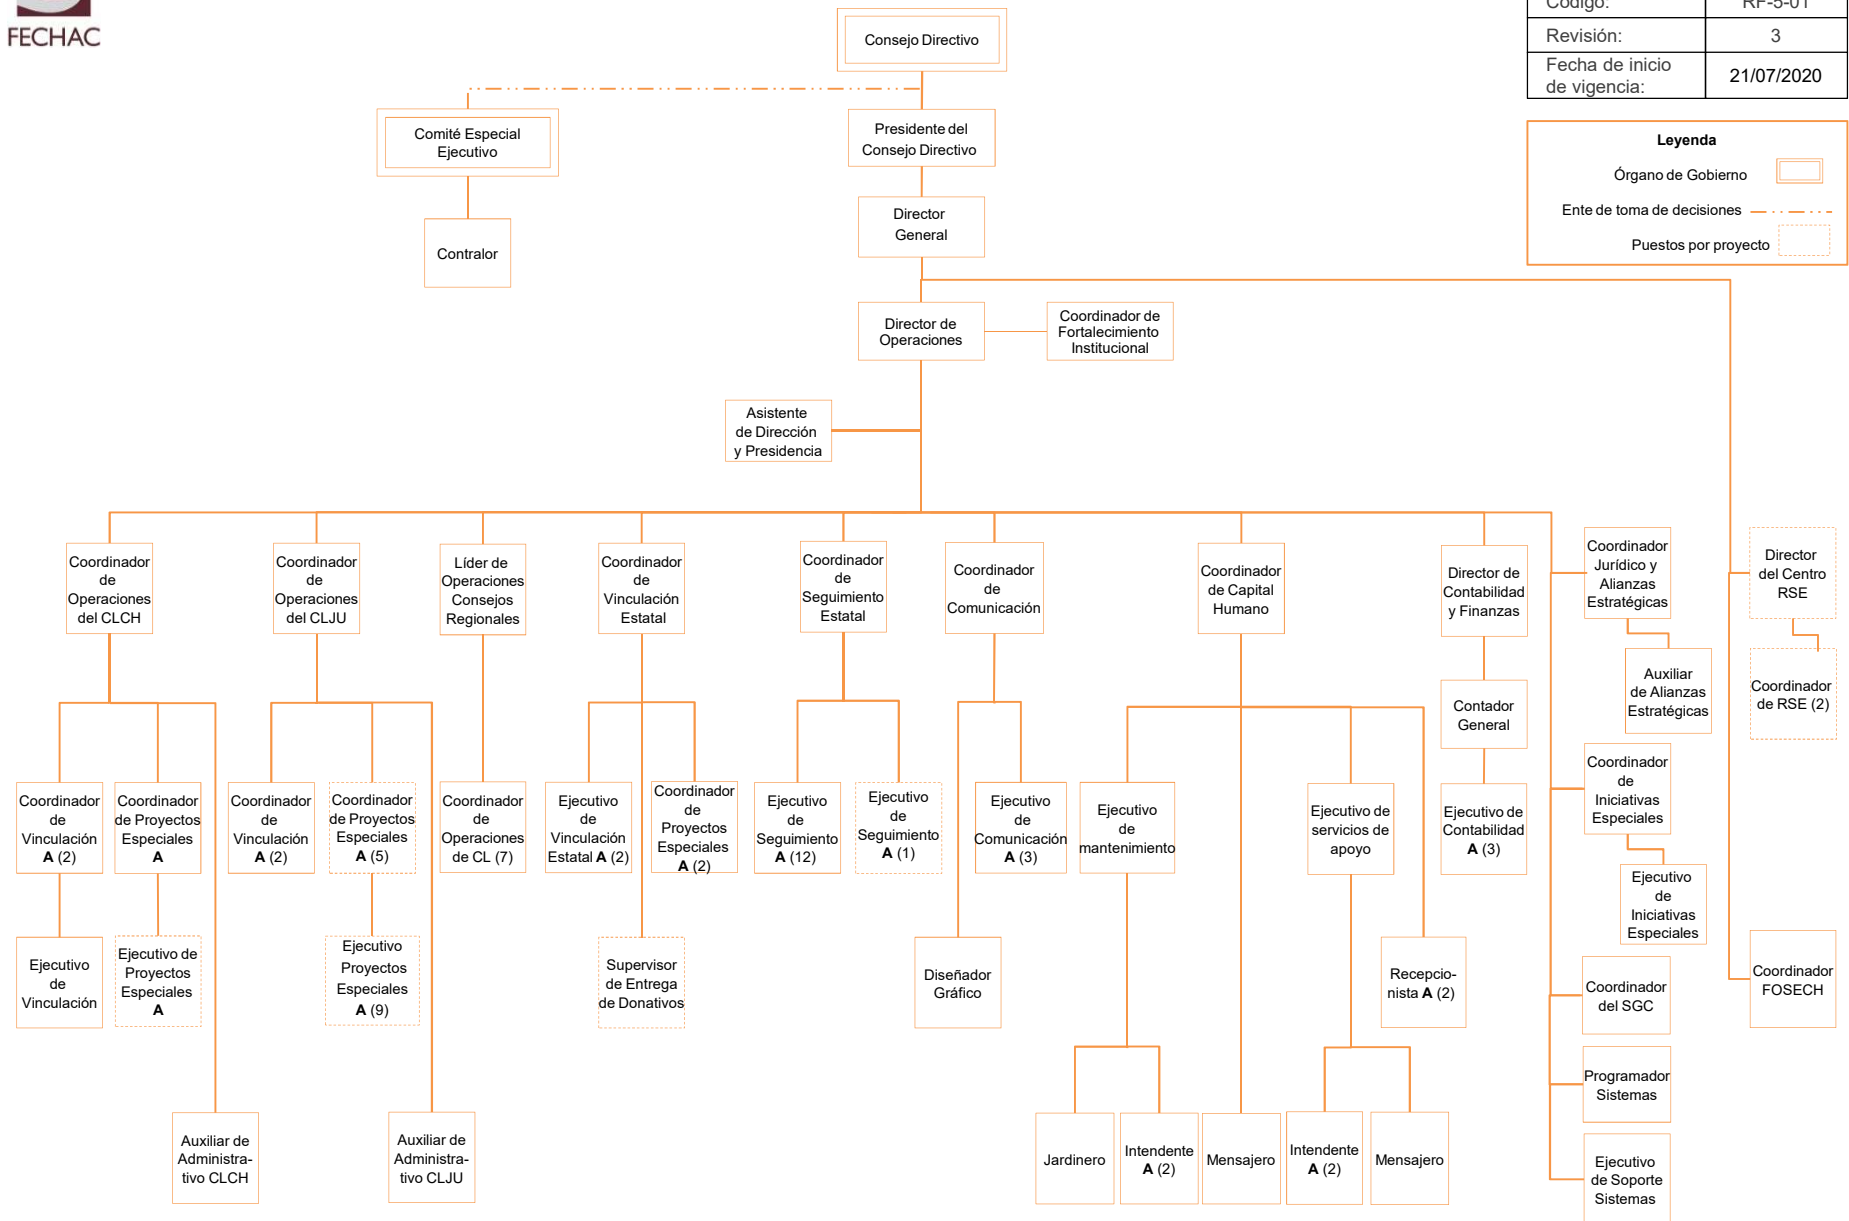 FECHAC
Código: RF-5-01
Revisión: 3
Fecha de inicio
de vigencia: 21/07/2020
Leyenda
Órgano de Gobierno
Ente de toma de decisiones
Puestos por proyecto
Consejo Directivo
Comité Especial
Ejecutivo
Presidente del
Consejo Directivo
Contralor
Director
General
Director de
Operaciones
Coordinador de
Fortalecimiento
Institucional
Asistente
de Dirección
y Presidencia
Coordinador
de
Operaciones
del CLCH
Coordinador
de
Operaciones
del CLJU
Líder de
Operaciones
Consejos
Regionales
Coordinador
de
Vinculación
Estatal
Coordinador
de
Seguimiento
Estatal
Coordinador
de
Comunicación
Coordinador
de Capital
Humano
Director de
Contabilidad
y Finanzas
Coordinador
Jurídico y
Alianzas
Estratégicas
Director
del Centro
RSE
Auxiliar
de Alianzas
Estratégicas
Coordinador
de RSE (2)
Contador
General
Coordinador
de
Iniciativas
Especiales
Coordinador
de
Vinculación
A (2)
Coordinador
de Proyectos
Especiales
A
Coordinador
de
Vinculación
A (2)
Coordinador
de Proyectos
Especiales
A (5)
Coordinador
de
Operaciones
de CL (7)
Ejecutivo
de
Vinculación
Estatal A (2)
Coordinador
de
Proyectos
Especiales
A (2)
Ejecutivo
de
Seguimiento
A (12)
Ejecutivo
de
Seguimiento
A (1)
Ejecutivo
de
Comunicación
A (3)
Ejecutivo
de
mantenimiento
Ejecutivo de
servicios de
apoyo
Ejecutivo de
Contabilidad
A (3)
Ejecutivo
de
Iniciativas
Especiales
Ejecutivo
de
Vinculación
Ejecutivo de
Proyectos
Especiales
A
Ejecutivo
Proyectos
Especiales
A (9)
Supervisor
de Entrega
de Donativos
Diseñador
Gráfico
Recepcio-
nista A (2)
Coordinador
del SGC
Coordinador
FOSECH
Programador
Sistemas
Auxiliar de
Administra-
tivo CLCH
Auxiliar de
Administra-
tivo CLJU
Jardinero
Intendente
A (2)
Mensajero
Intendente
A (2)
Mensajero
Ejecutivo
de Soporte
Sistemas